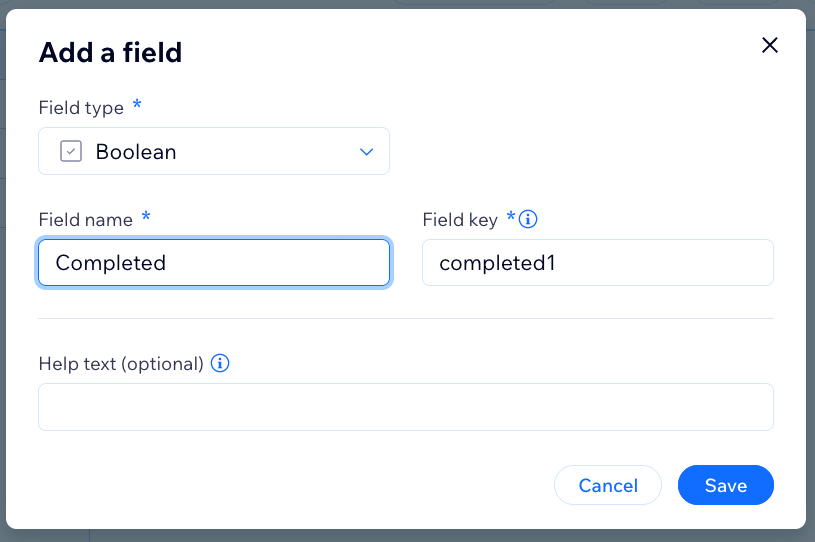 Add a field
Field type *
Boolean
Field name * Field key *
Completed completed1
Help text (optional)
Cancel Save